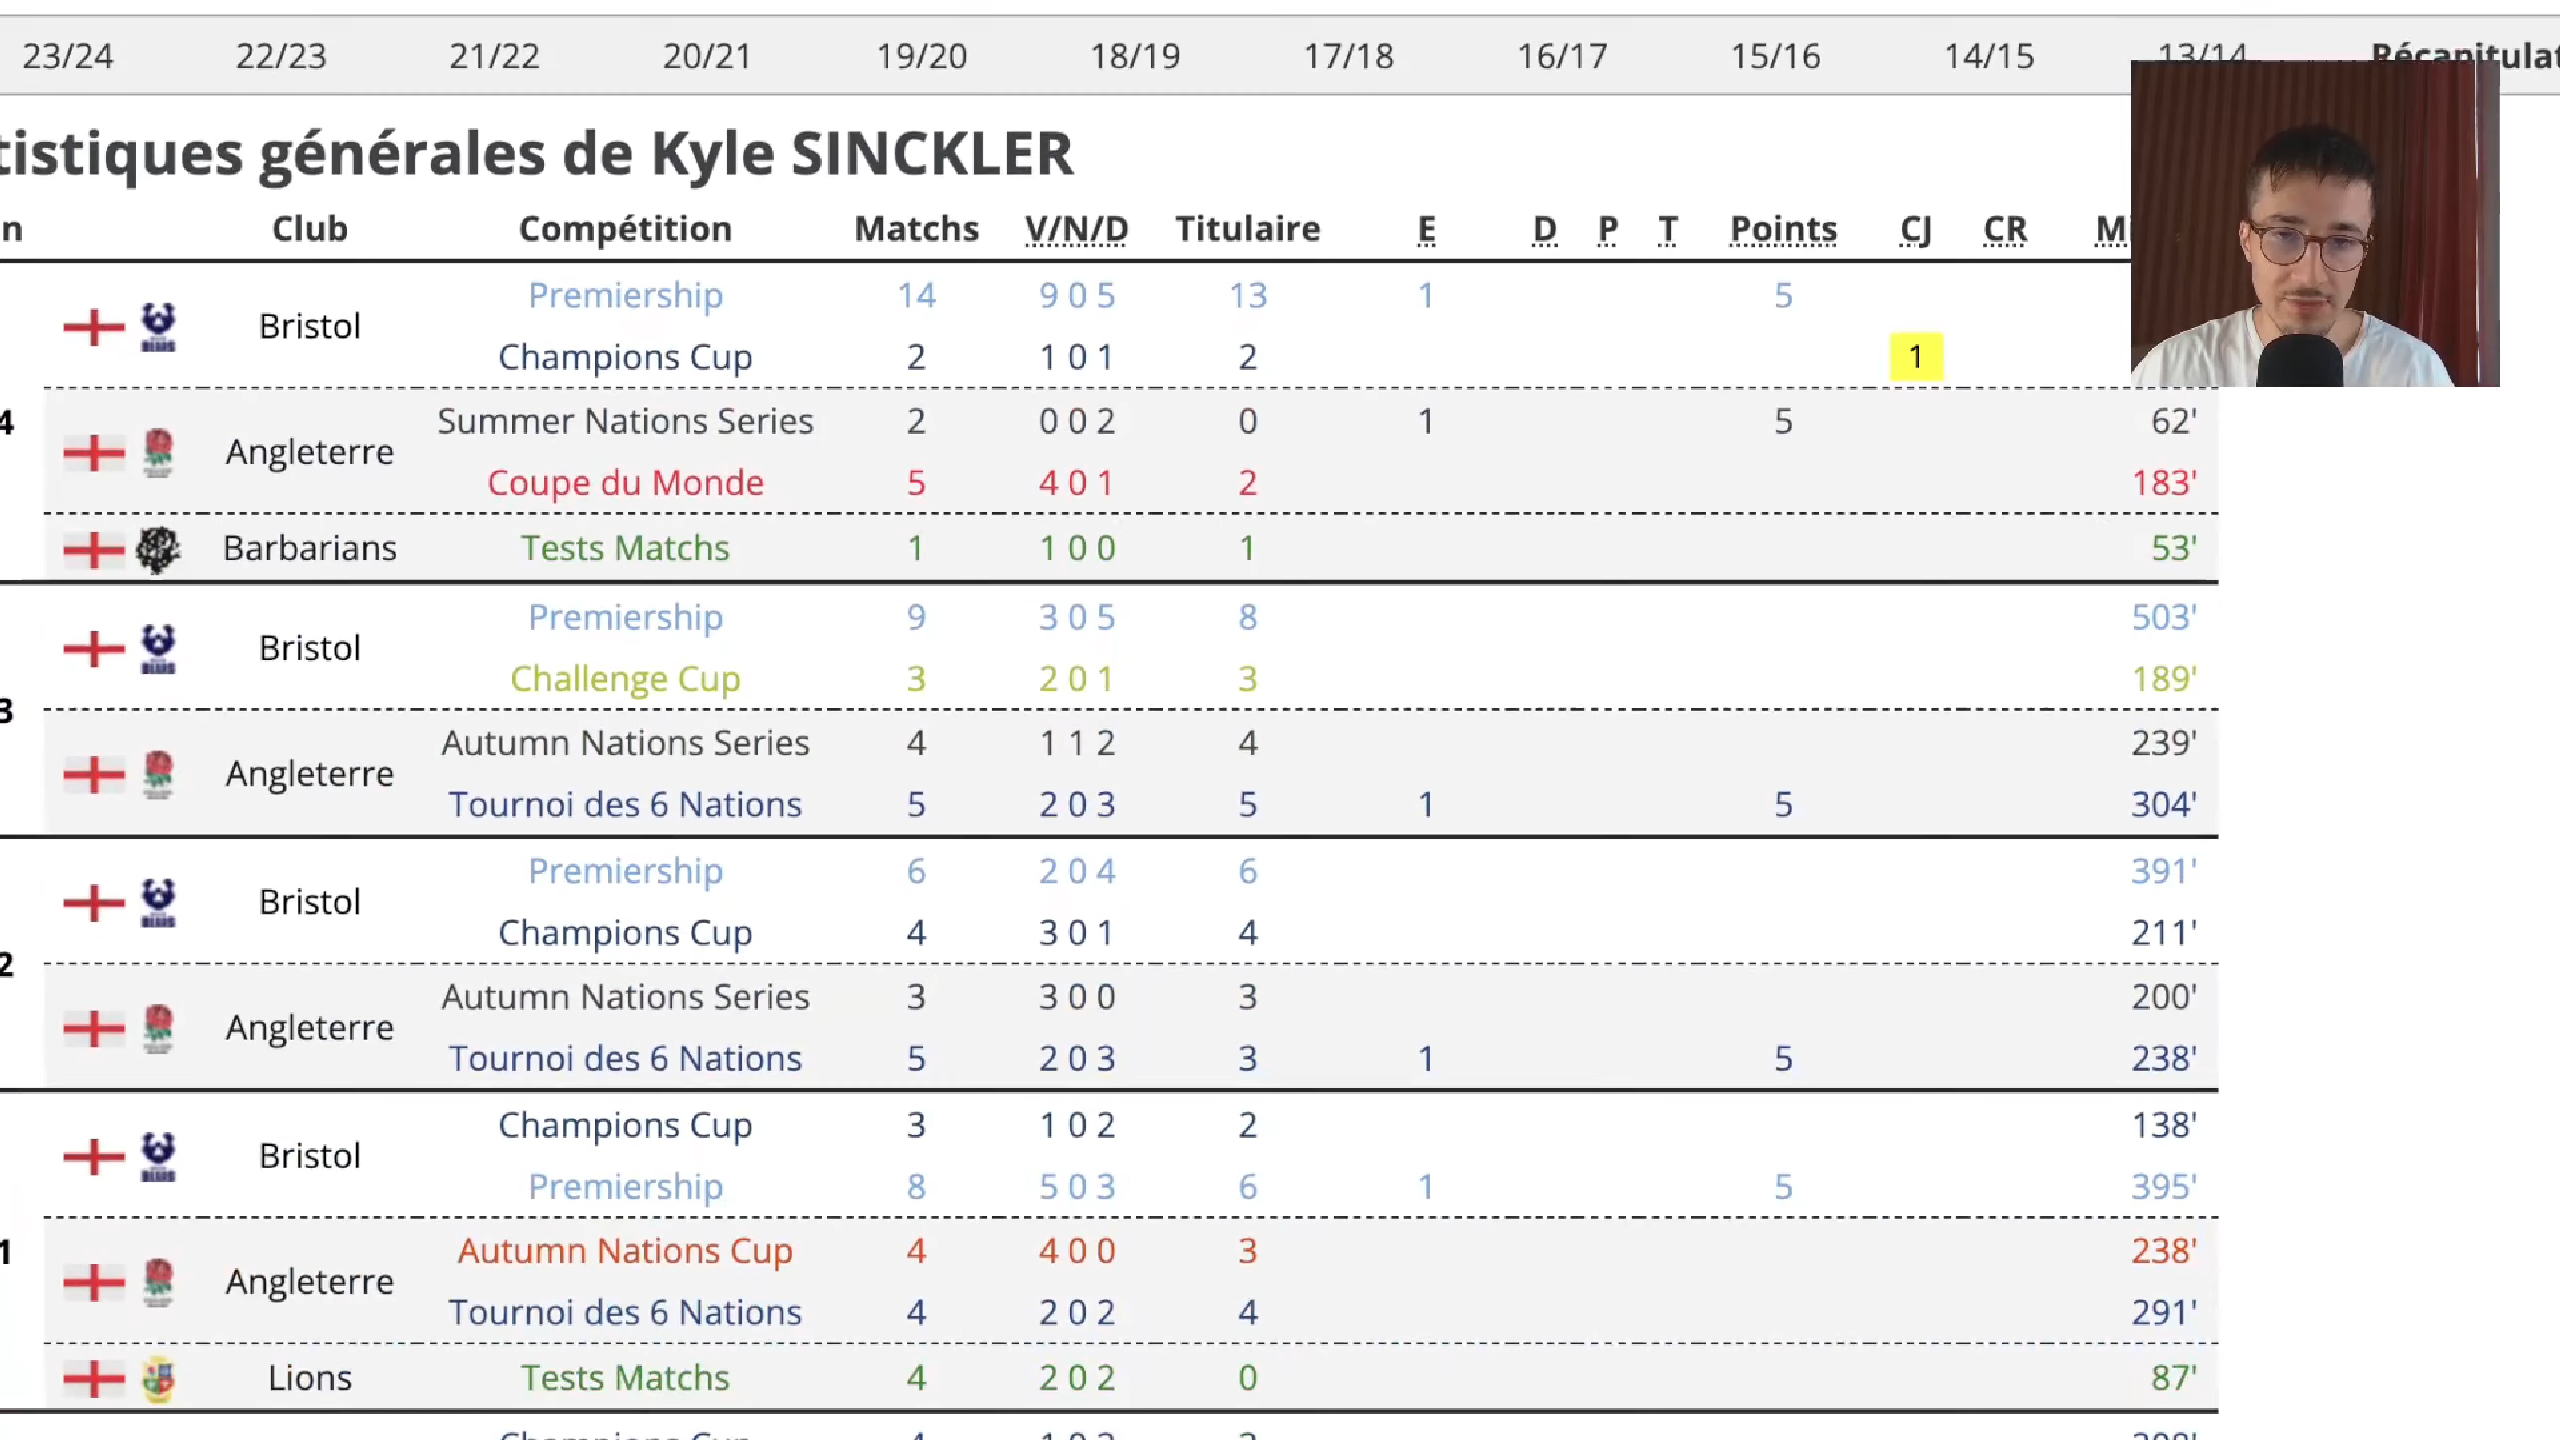 23/24 22/23 21/22 20/21 19/20 18/19 17/18 16/17 15/16 14/15 13/14
tistiques générales de Kyle SINCKLER
n Club Compétition Matchs V/N/D Titulaire E D P T Points CJ CR Mi
Premiership 14 9 0 5 13 1 5
Bristol
Champions Cup 2 1 0 1 2 1
4
Summer Nations Series 2 0 0 2 0 1 5 62'
Angleterre
Coupe du Monde 5 4 0 1 2 183'
Barbarians Tests Matchs 1 1 0 0 1 53'
Premiership 9 3 0 5 8 503'
Bristol
Challenge Cup 3 2 0 1 3 189'
3
Autumn Nations Series 4 1 1 2 4 239'
Angleterre
Tournoi des 6 Nations 5 2 0 3 5 1 5 304'
Premiership 6 2 0 4 6 391'
Bristol
Champions Cup 4 3 0 1 4 211'
2
Autumn Nations Series 3 3 0 0 3 200'
Angleterre
Tournoi des 6 Nations 5 2 0 3 3 1 5 238'
Champions Cup 3 1 0 2 2 138'
Bristol
Premiership 8 5 0 3 6 1 5 395'
1
Autumn Nations Cup 4 4 0 0 3 238'
Angleterre
Tournoi des 6 Nations 4 2 0 2 4 291'
Lions Tests Matchs 4 2 0 2 0 87'